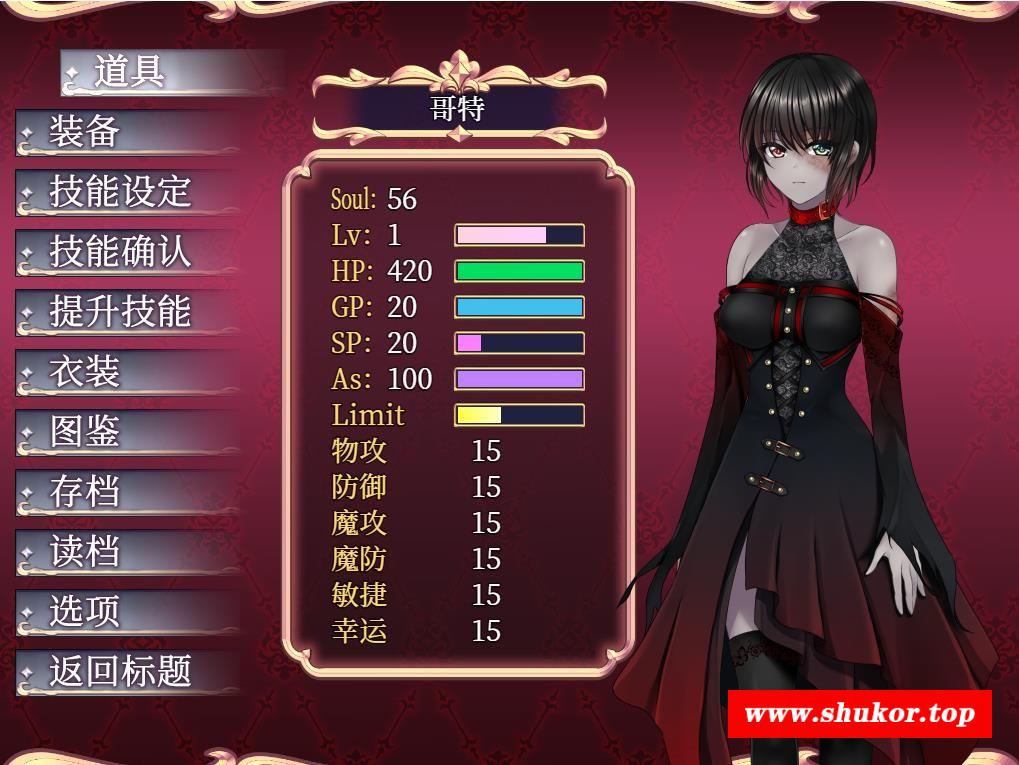 道具
装备
技能设定
技能确认
提升技能
衣装
图鉴
存档
读档
选项
返回标题
哥特
Soul: 56
Lv: 1
HP: 420
GP: 20
SP: 20
As: 100
Limit
物攻 15
防御 15
魔攻 15
魔防 15
敏捷 15
幸运 15
www.shukor.top